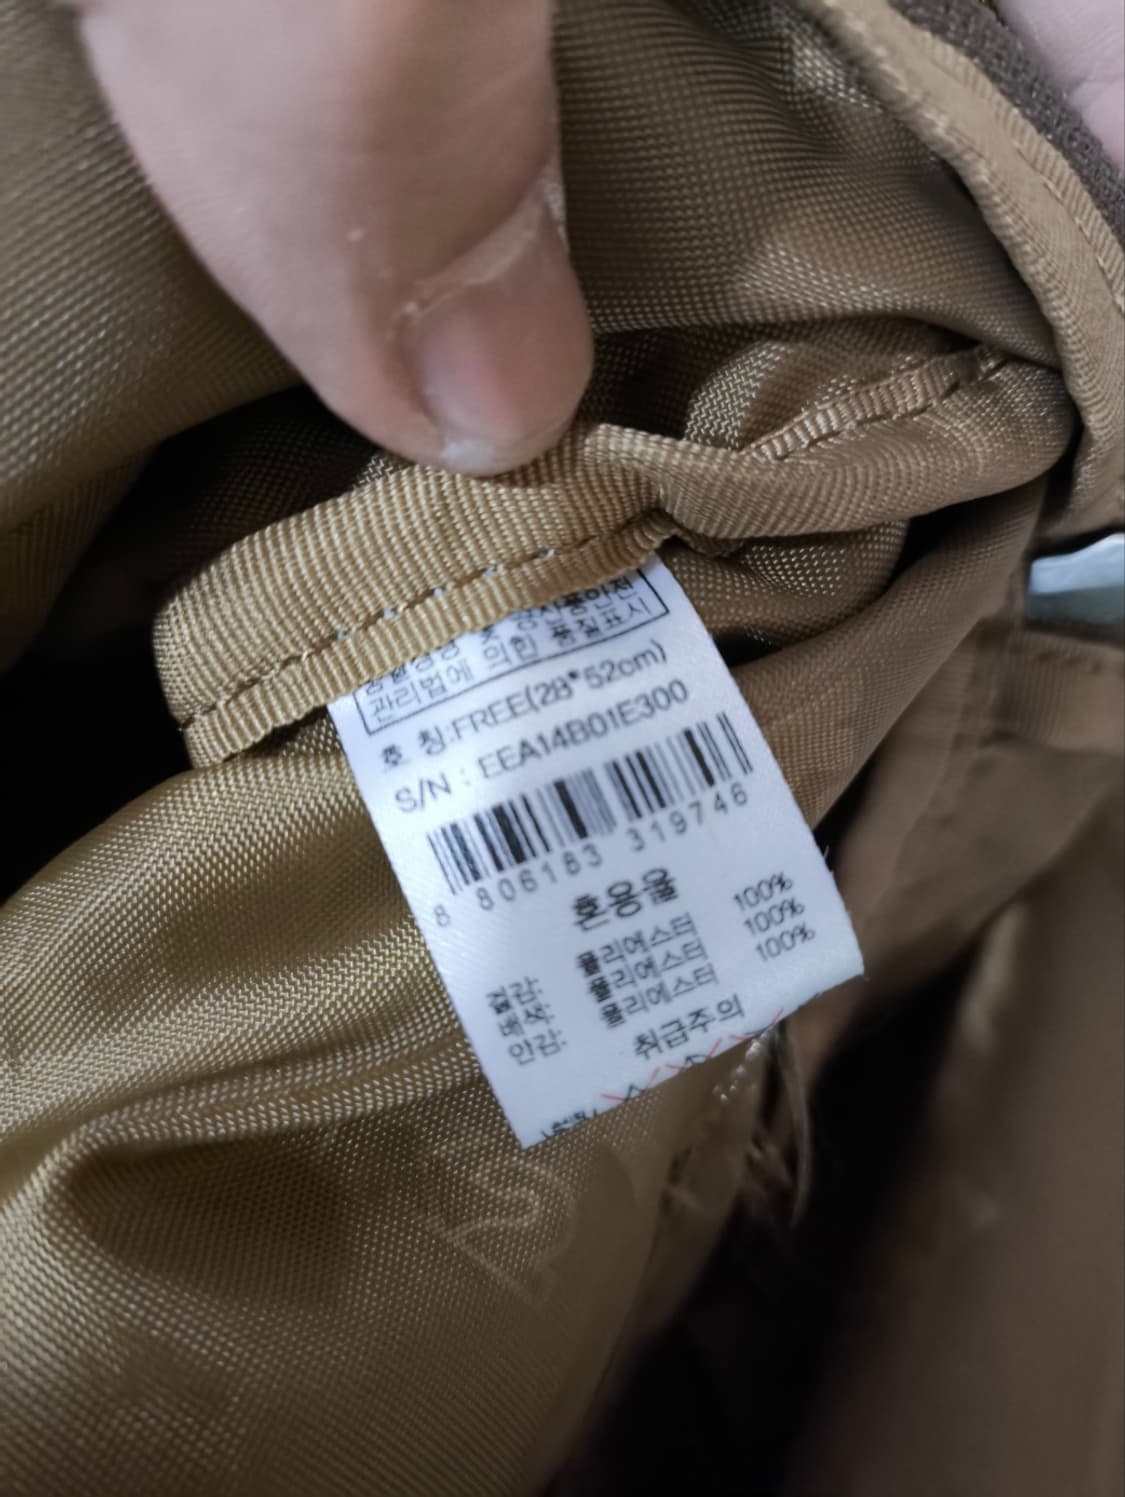 관리법에 의한 품질표시
호 칭:FREE(28*52cm)
S/N : EEA14B01E300
8 806183 319746
혼용율
겉감: 폴리에스터 100%
배색: 폴리에스터 100%
안감: 폴리에스터 100%
취급주의